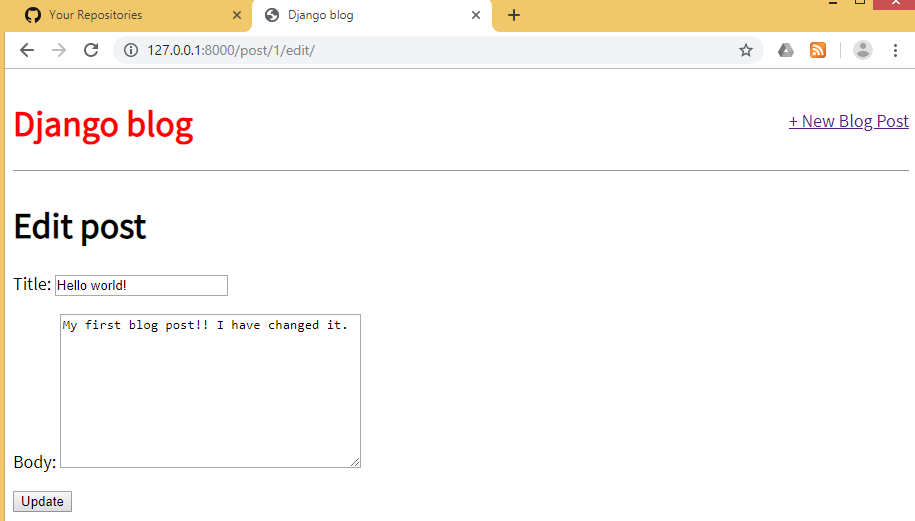 Your Repositories
Django blog
127.0.0.1:8000/post/1/edit/
Django blog
+ New Blog Post
Edit post
Title: Hello world!
My first blog post!! I have changed it.
Body:
Update